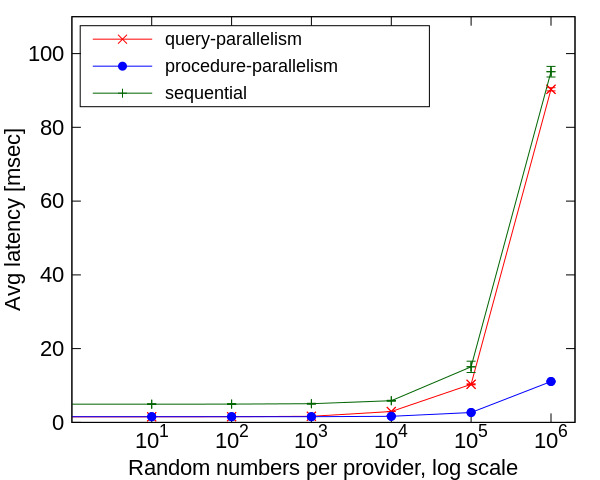 query-parallelism
procedure-parallelism
sequential
100
80
60
40
20
0
Avg latency [msec]
10^1 10^2 10^3 10^4 10^5 10^6
Random numbers per provider, log scale